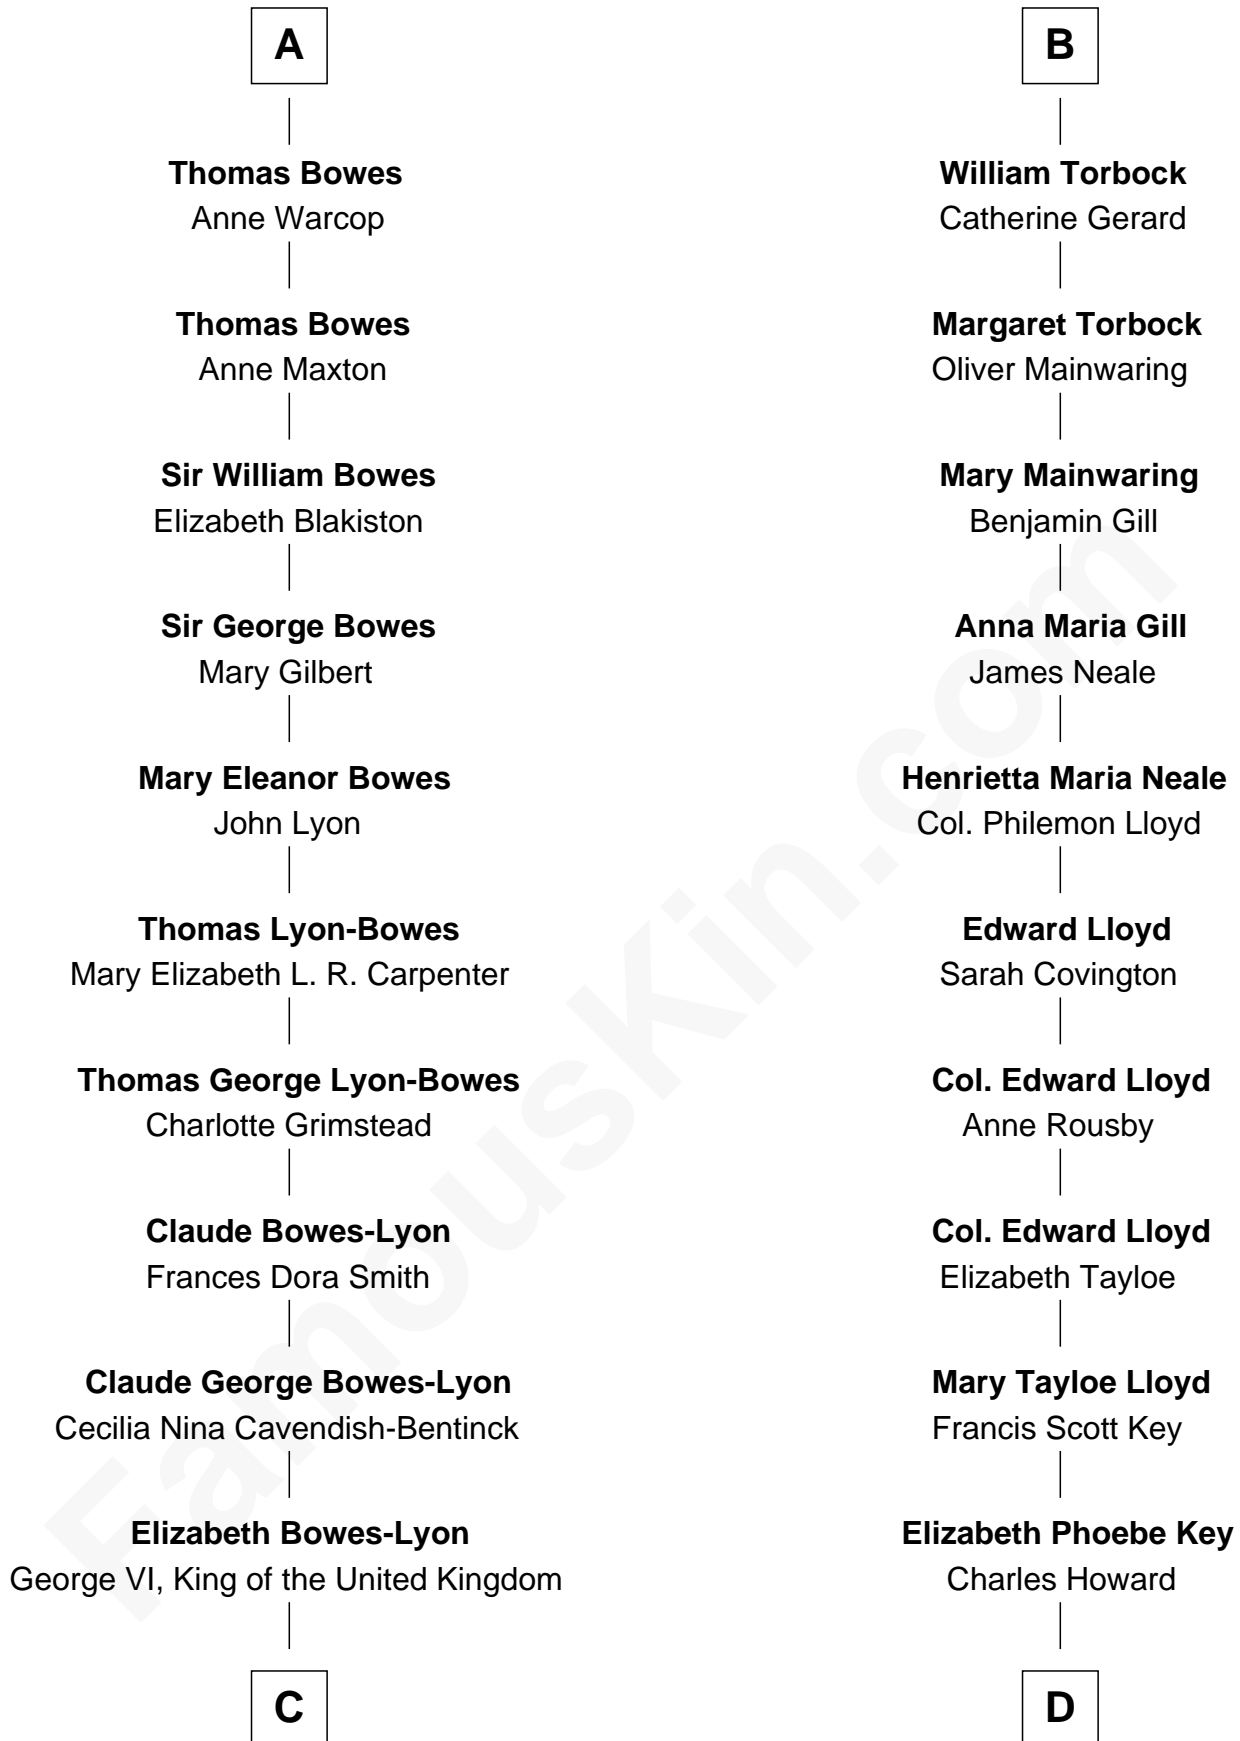 A
Thomas Bowes
Anne Warcop
Thomas Bowes
Anne Maxton
Sir William Bowes
Elizabeth Blakiston
Sir George Bowes
Mary Gilbert
Mary Eleanor Bowes
John Lyon
Thomas Lyon-Bowes
Mary Elizabeth L. R. Carpenter
Thomas George Lyon-Bowes
Charlotte Grimstead
Claude Bowes-Lyon
Frances Dora Smith
Claude George Bowes-Lyon
Cecilia Nina Cavendish-Bentinck
Elizabeth Bowes-Lyon
George VI, King of the United Kingdom
C
B
William Torbock
Catherine Gerard
Margaret Torbock
Oliver Mainwaring
Mary Mainwaring
Benjamin Gill
Anna Maria Gill
James Neale
Henrietta Maria Neale
Col. Philemon Lloyd
Edward Lloyd
Sarah Covington
Col. Edward Lloyd
Anne Rousby
Col. Edward Lloyd
Elizabeth Tayloe
Mary Tayloe Lloyd
Francis Scott Key
Elizabeth Phoebe Key
Charles Howard
D
FamousKin.com